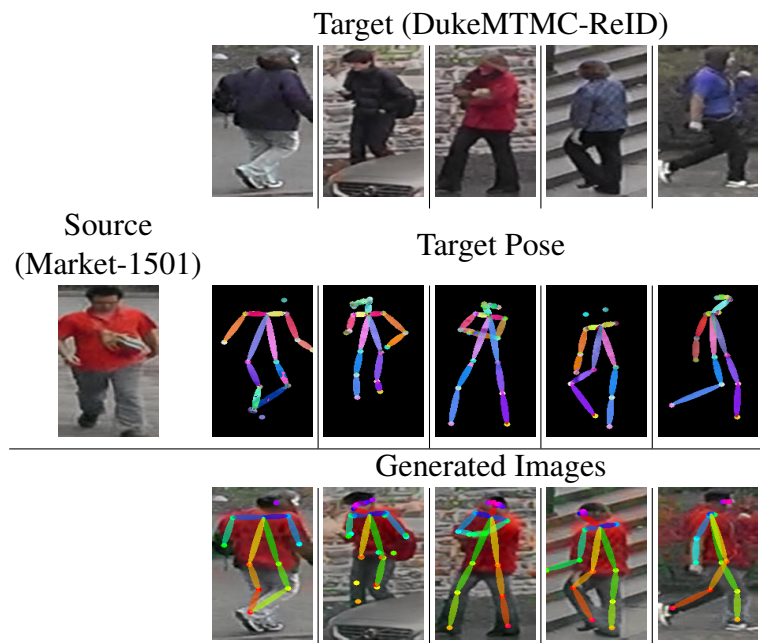 Target (DukeMTMC-ReID)
Source
(Market-1501)
Target Pose
Generated Images